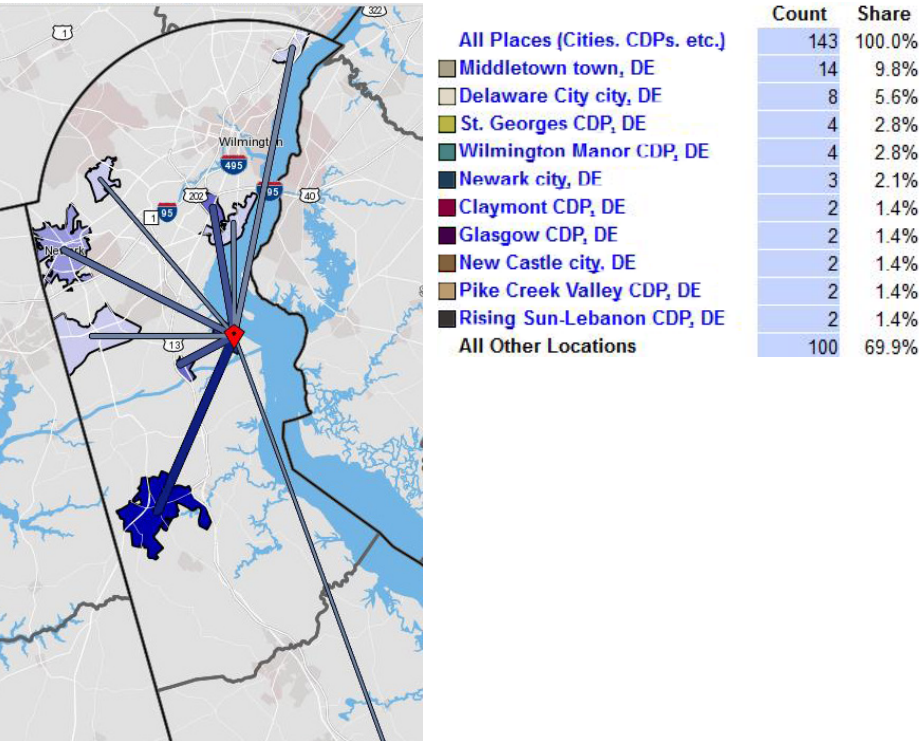 322
1
Wilmington
495
202
95
40
1
95
Newark
13
Count Share
All Places (Cities. CDPs. etc.) 143 100.0%
Middletown town, DE 14 9.8%
Delaware City city, DE 8 5.6%
St. Georges CDP, DE 4 2.8%
Wilmington Manor CDP, DE 4 2.8%
Newark city, DE 3 2.1%
Claymont CDP, DE 2 1.4%
Glasgow CDP, DE 2 1.4%
New Castle city, DE 2 1.4%
Pike Creek Valley CDP, DE 2 1.4%
Rising Sun-Lebanon CDP, DE 2 1.4%
All Other Locations 100 69.9%